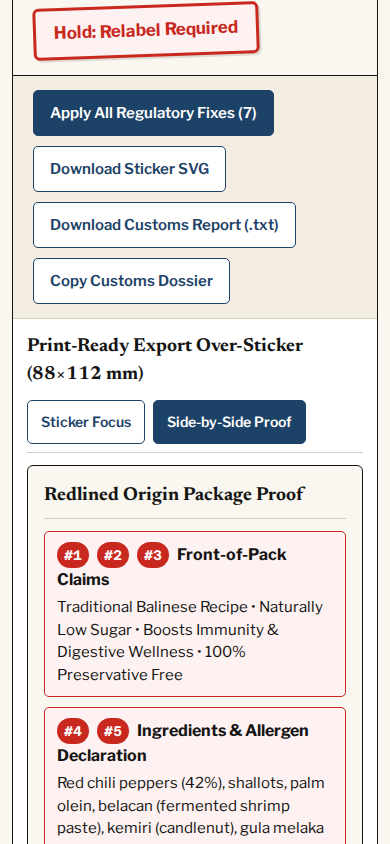 Hold: Relabel Required
Apply All Regulatory Fixes (7)
Download Sticker SVG
Download Customs Report (.txt)
Copy Customs Dossier
Print-Ready Export Over-Sticker
(88×112 mm)
Sticker Focus
Side-by-Side Proof
Redlined Origin Package Proof
#1 #2 #3 Front-of-Pack
Claims
Traditional Balinese Recipe • Naturally
Low Sugar • Boosts Immunity &
Digestive Wellness • 100%
Preservative Free
#4 #5 Ingredients & Allergen
Declaration
Red chili peppers (42%), shallots, palm
olein, belacan (fermented shrimp
paste), kemiri (candlenut), gula melaka